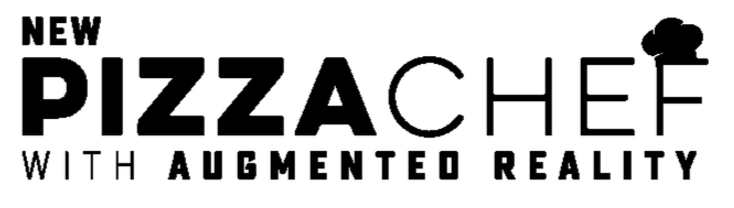 NEW
PIZZACHEF
WITH AUGMENTED REALITY